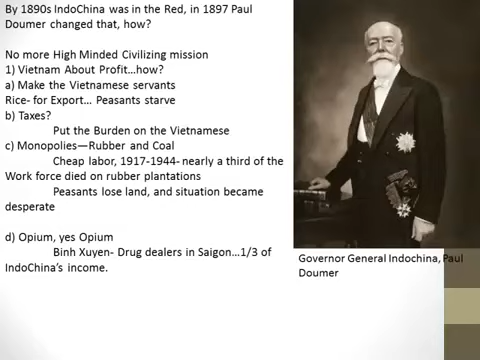 By 1890s IndoChina was in the Red, in 1897 Paul
Doumer changed that, how?
No more High Minded Civilizing mission
1) Vietnam About Profit…how?
a) Make the Vietnamese servants
Rice- for Export… Peasants starve
b) Taxes?
Put the Burden on the Vietnamese
c) Monopolies—Rubber and Coal
Cheap labor, 1917-1944- nearly a third of the
Work force died on rubber plantations
Peasants lose land, and situation became
desperate
d) Opium, yes Opium
Binh Xuyen- Drug dealers in Saigon…1/3 of
IndoChina's income.
Governor General Indochina, Paul
Doumer